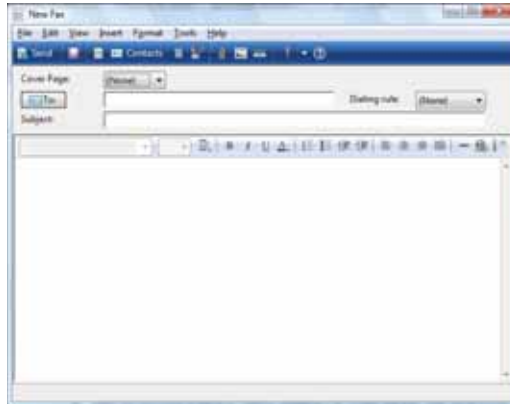 New Fax
File Edit View Insert Format Tools Help
Send Contacts
Cover Page: (None)
To: Dialing rule: (None)
Subject:
B I U A